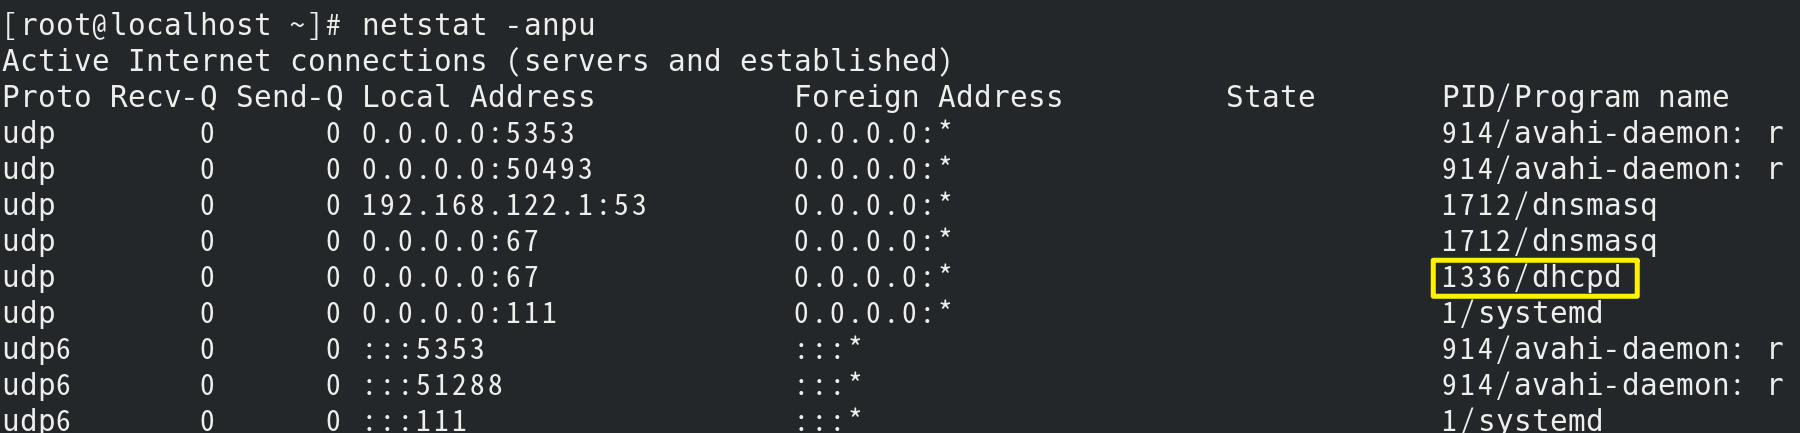 [root@localhost ~]# netstat -anpu
Active Internet connections (servers and established)
Proto Recv-Q Send-Q Local Address           Foreign Address         State       PID/Program name
udp        0      0 0.0.0.0:5353            0.0.0.0:*                           914/avahi-daemon: r
udp        0      0 0.0.0.0:50493           0.0.0.0:*                           914/avahi-daemon: r
udp        0      0 192.168.122.1:53        0.0.0.0:*                           1712/dnsmasq
udp        0      0 0.0.0.0:67              0.0.0.0:*                           1712/dnsmasq
udp        0      0 0.0.0.0:67              0.0.0.0:*                           1336/dhcpd
udp        0      0 0.0.0.0:111             0.0.0.0:*                           1/systemd
udp6       0      0 :::5353                 :::*                                914/avahi-daemon: r
udp6       0      0 :::51288                :::*                                914/avahi-daemon: r
udp6       0      0 :::111                  :::*                                1/systemd